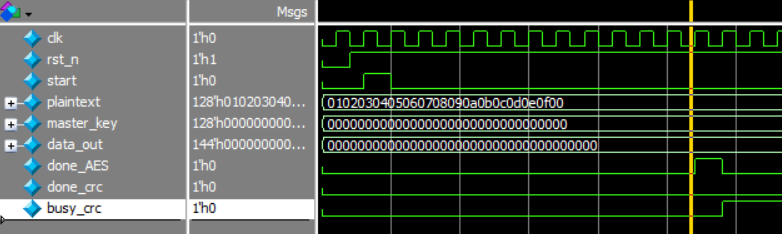 Msgs
clk 1'h0
rst_n 1'h1
start 1'h0
plaintext 128'h010203040... 0102030405060708090a0b0c0d0e0f00
master_key 128'h000000000... 00000000000000000000000000000000
data_out 144'h000000000... 000000000000000000000000000000000000
done_AES 1'h0
done_crc 1'h0
busy_crc 1'h0